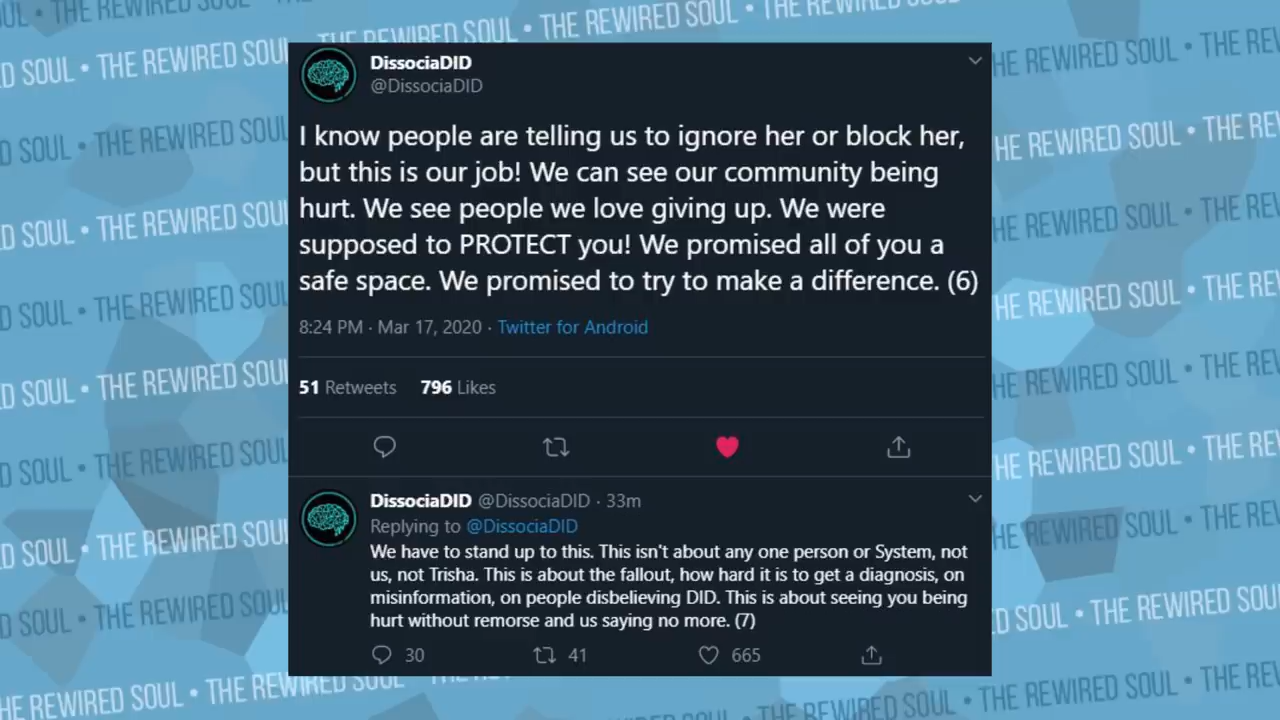 DissociaDID
@DissociaDID
I know people are telling us to ignore her or block her,
but this is our job! We can see our community being
hurt. We see people we love giving up. We were
supposed to PROTECT you! We promised all of you a
safe space. We promised to try to make a difference. (6)
8:24 PM · Mar 17, 2020 · Twitter for Android
51 Retweets 796 Likes
DissociaDID @DissociaDID · 33m
Replying to @DissociaDID
We have to stand up to this. This isn't about any one person or System, not
us, not Trisha. This is about the fallout, how hard it is to get a diagnosis, on
misinformation, on people disbelieving DID. This is about seeing you being
hurt without remorse and us saying no more. (7)
30 41 665
THE REWIRED SOUL • THE REWIRED SOUL • THE REWIRED SOUL